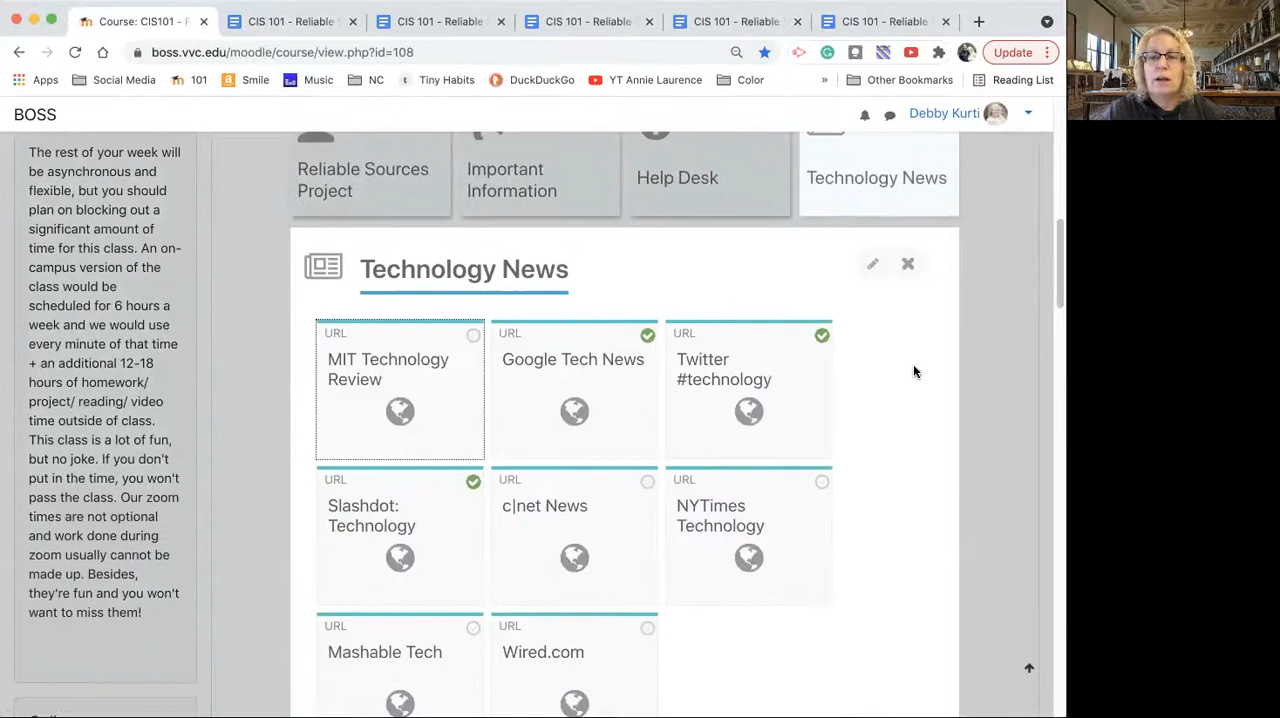 Course: CIS101 - F
CIS 101 - Reliable
CIS 101 - Reliable
CIS 101 - Reliable
CIS 101 - Reliable
CIS 101 - Reliable
boss.vvc.edu/moodle/course/view.php?id=108
Update
Apps
Social Media
101
Smile
Music
NC
Tiny Habits
DuckDuckGo
YT Annie Laurence
Color
»
Other Bookmarks
Reading List
BOSS
Debby Kurti
The rest of your week will
be asynchronous and
flexible, but you should
plan on blocking out a
significant amount of
time for this class. An on-
campus version of the
class would be
scheduled for 6 hours a
week and we would use
every minute of that time
+ an additional 12-18
hours of homework/
project/ reading/ video
time outside of class.
This class is a lot of fun,
but no joke. If you don't
put in the time, you won't
pass the class. Our zoom
times are not optional
and work done during
zoom usually cannot be
made up. Besides,
they're fun and you won't
want to miss them!
Reliable Sources
Project
Important
Information
Help Desk
Technology News
Technology News
URL
MIT Technology
Review
URL
Google Tech News
URL
Twitter
#technology
URL
Slashdot:
Technology
URL
c|net News
URL
NYTimes
Technology
URL
Mashable Tech
URL
Wired.com